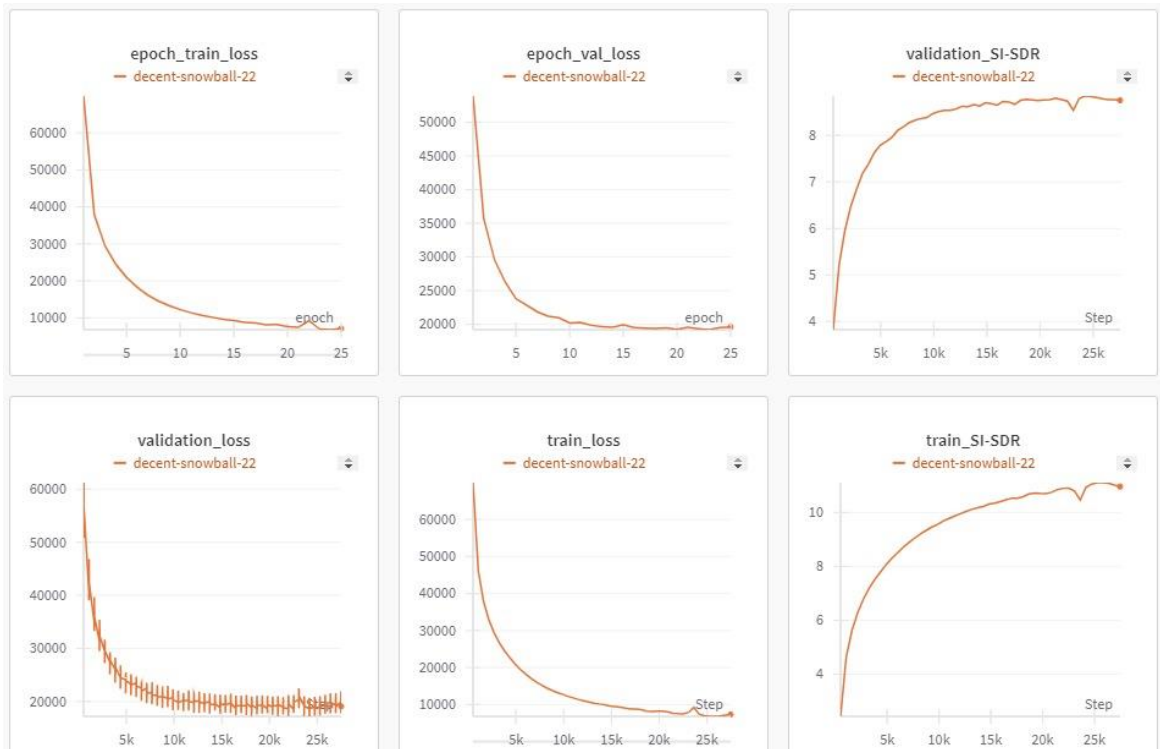 epoch_train_loss
decent-snowball-22
60000
50000
40000
30000
20000
10000
epoch
5 10 15 20 25
epoch_val_loss
decent-snowball-22
50000
45000
40000
35000
30000
25000
20000
epoch
5 10 15 20 25
validation_SI-SDR
decent-snowball-22
8
7
6
5
4
Step
5k 10k 15k 20k 25k
validation_loss
decent-snowball-22
60000
50000
40000
30000
20000
Step
5k 10k 15k 20k 25k
train_loss
decent-snowball-22
60000
50000
40000
30000
20000
10000
Step
5k 10k 15k 20k 25k
train_SI-SDR
decent-snowball-22
10
8
6
4
Step
5k 10k 15k 20k 25k